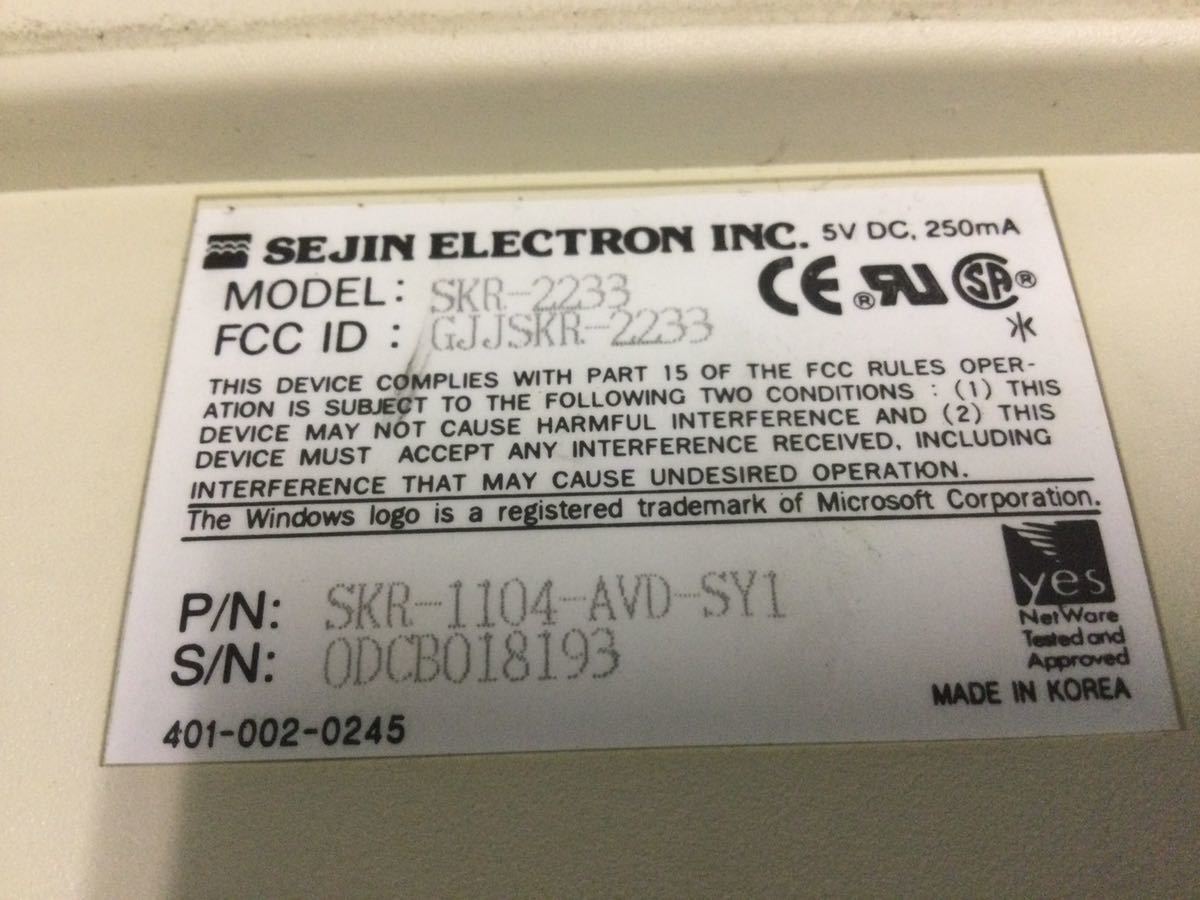 SEJIN ELECTRON INC. 5V DC, 250mA
MODEL: SKR-2233
FCC ID : GJJSKR-2233
CE ® RU SA ®
THIS DEVICE COMPLIES WITH PART 15 OF THE FCC RULES OPER-
ATION IS SUBJECT TO THE FOLLOWING TWO CONDITIONS : (1) THIS
DEVICE MAY NOT CAUSE HARMFUL INTERFERENCE AND (2) THIS
DEVICE MUST ACCEPT ANY INTERFERENCE RECEIVED, INCLUDING
INTERFERENCE THAT MAY CAUSE UNDESIRED OPERATION.
The Windows logo is a registered trademark of Microsoft Corporation.
yes
NetWare
Tested and
Approved
P/N: SKR-1104-AVD-SY1
S/N: 0DCB018193
MADE IN KOREA
401-002-0245